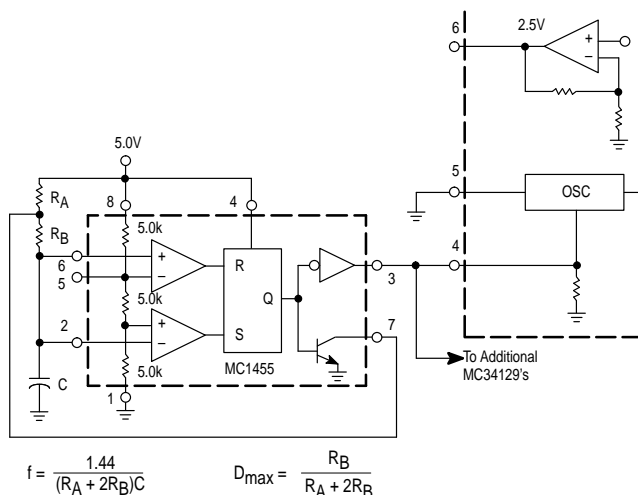 6
2.5V
+
−
5.0V
5
OSC
R_A
8
4
R_B
5.0k
4
6
+
R
3
5
−
5.0k
Q
2
+
7
−
S
To Additional
MC34129's
5.0k
MC1455
C
1
f = 1.44 / (R_A + 2R_B)C
D_max = R_B / R_A + 2R_B